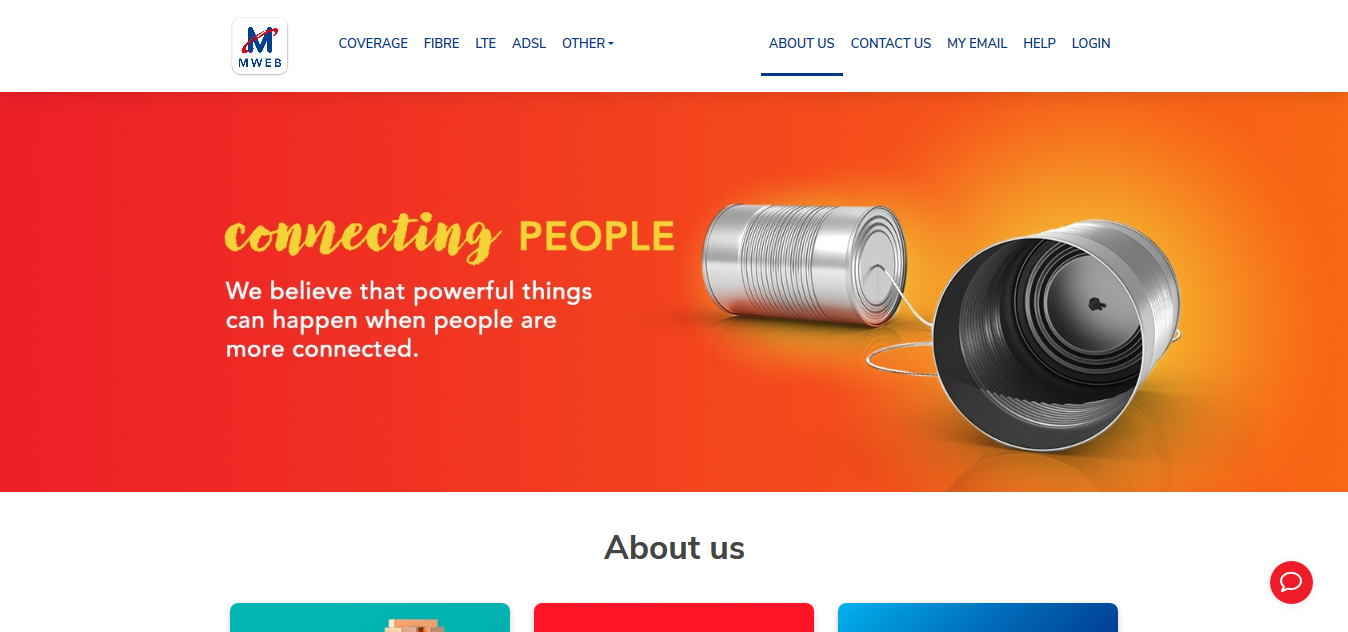 MWEB
COVERAGE FIBRE LTE ADSL OTHER ABOUT US CONTACT US MY EMAIL HELP LOGIN
connecting PEOPLE
We believe that powerful things
can happen when people are
more connected.
About us